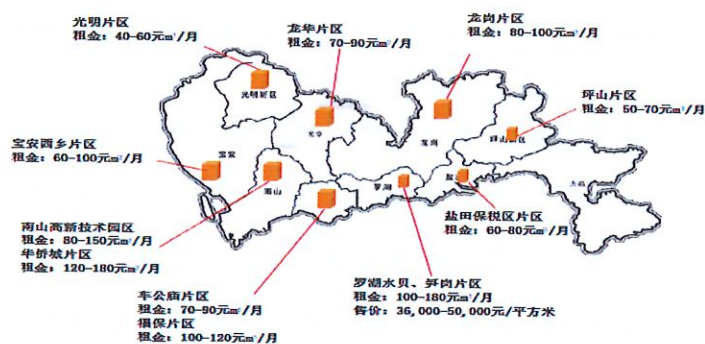 光明片区
租金：40-60元㎡/月
龙华片区
租金：70-90元㎡/月
龙岗片区
租金：80-100元㎡/月
坪山片区
租金：50-70元㎡/月
宝安西乡片区
租金：60-100元㎡/月
南山高新技术园区
租金：80-150元㎡/月
华侨城片区
租金：120-180元㎡/月
车公庙片区
租金：70-90元㎡/月
福保片区
租金：100-120元㎡/月
罗湖水贝、笋岗片区
租金：100-180元㎡/月
售价：36,000-50,000元/平方米
盐田保税区片区
租金：60-80元㎡/月
光明新区
龙华
龙岗
宝安
南山
罗湖